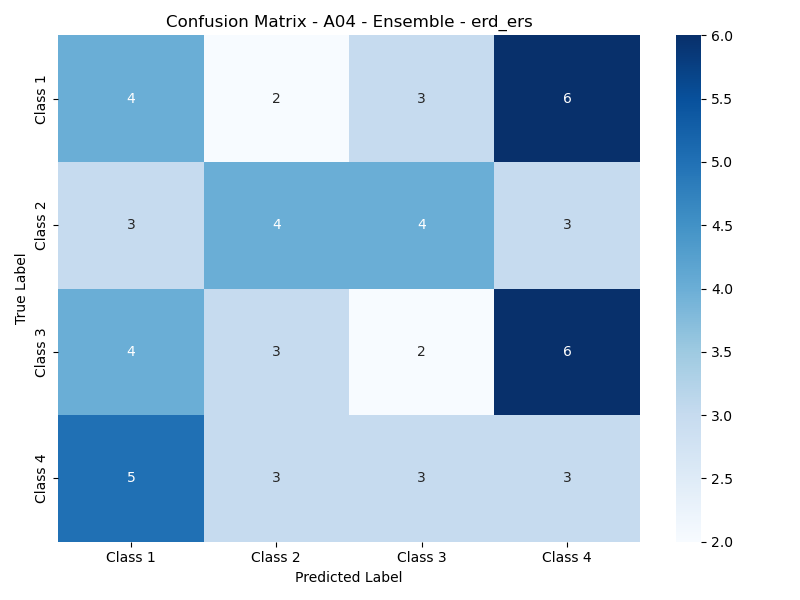 Confusion Matrix - A04 - Ensemble - erd_ers
True Label
Class 1
4 2 3 6
Class 2
3 4 4 3
Class 3
4 3 2 6
Class 4
5 3 3 3
Class 1 Class 2 Class 3 Class 4
Predicted Label
6.0
5.5
5.0
4.5
4.0
3.5
3.0
2.5
2.0